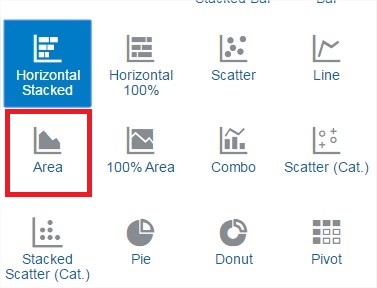 Stacked Bar
Bar
Horizontal
Stacked
Horizontal
100%
Scatter
Line
Area
100% Area
Combo
Scatter (Cat.)
Stacked
Scatter (Cat.)
Pie
Donut
Pivot